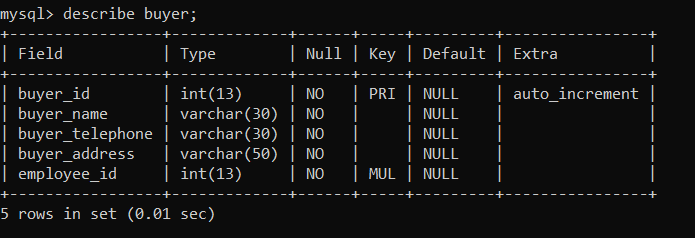 mysql> describe buyer;
+-----------------+-------------+------+-----+---------+----------------+
| Field           | Type        | Null | Key | Default | Extra          |
+-----------------+-------------+------+-----+---------+----------------+
| buyer_id        | int(13)     | NO   | PRI | NULL    | auto_increment |
| buyer_name      | varchar(30) | NO   |     | NULL    |                |
| buyer_telephone | varchar(30) | NO   |     | NULL    |                |
| buyer_address   | varchar(50) | NO   |     | NULL    |                |
| employee_id     | int(13)     | NO   | MUL | NULL    |                |
+-----------------+-------------+------+-----+---------+----------------+
5 rows in set (0.01 sec)